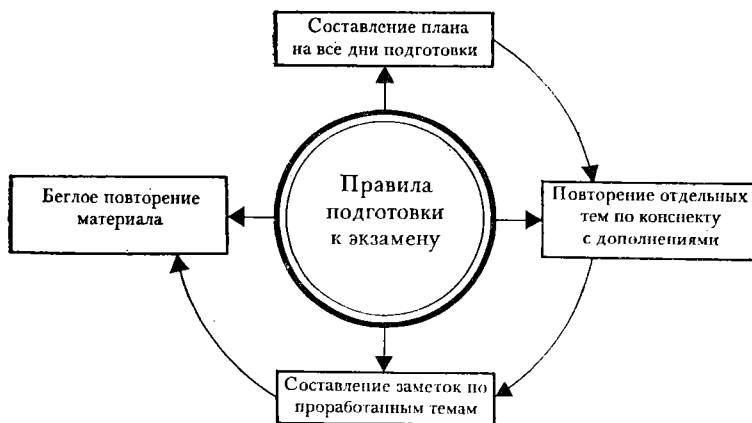 Составление плана
на все дни подготовки
Беглое повторение
материала
Правила
подготовки
к экзамену
Повторение отдельных
тем по конспекту
с дополнениями
Составление заметок по
проработанным темам